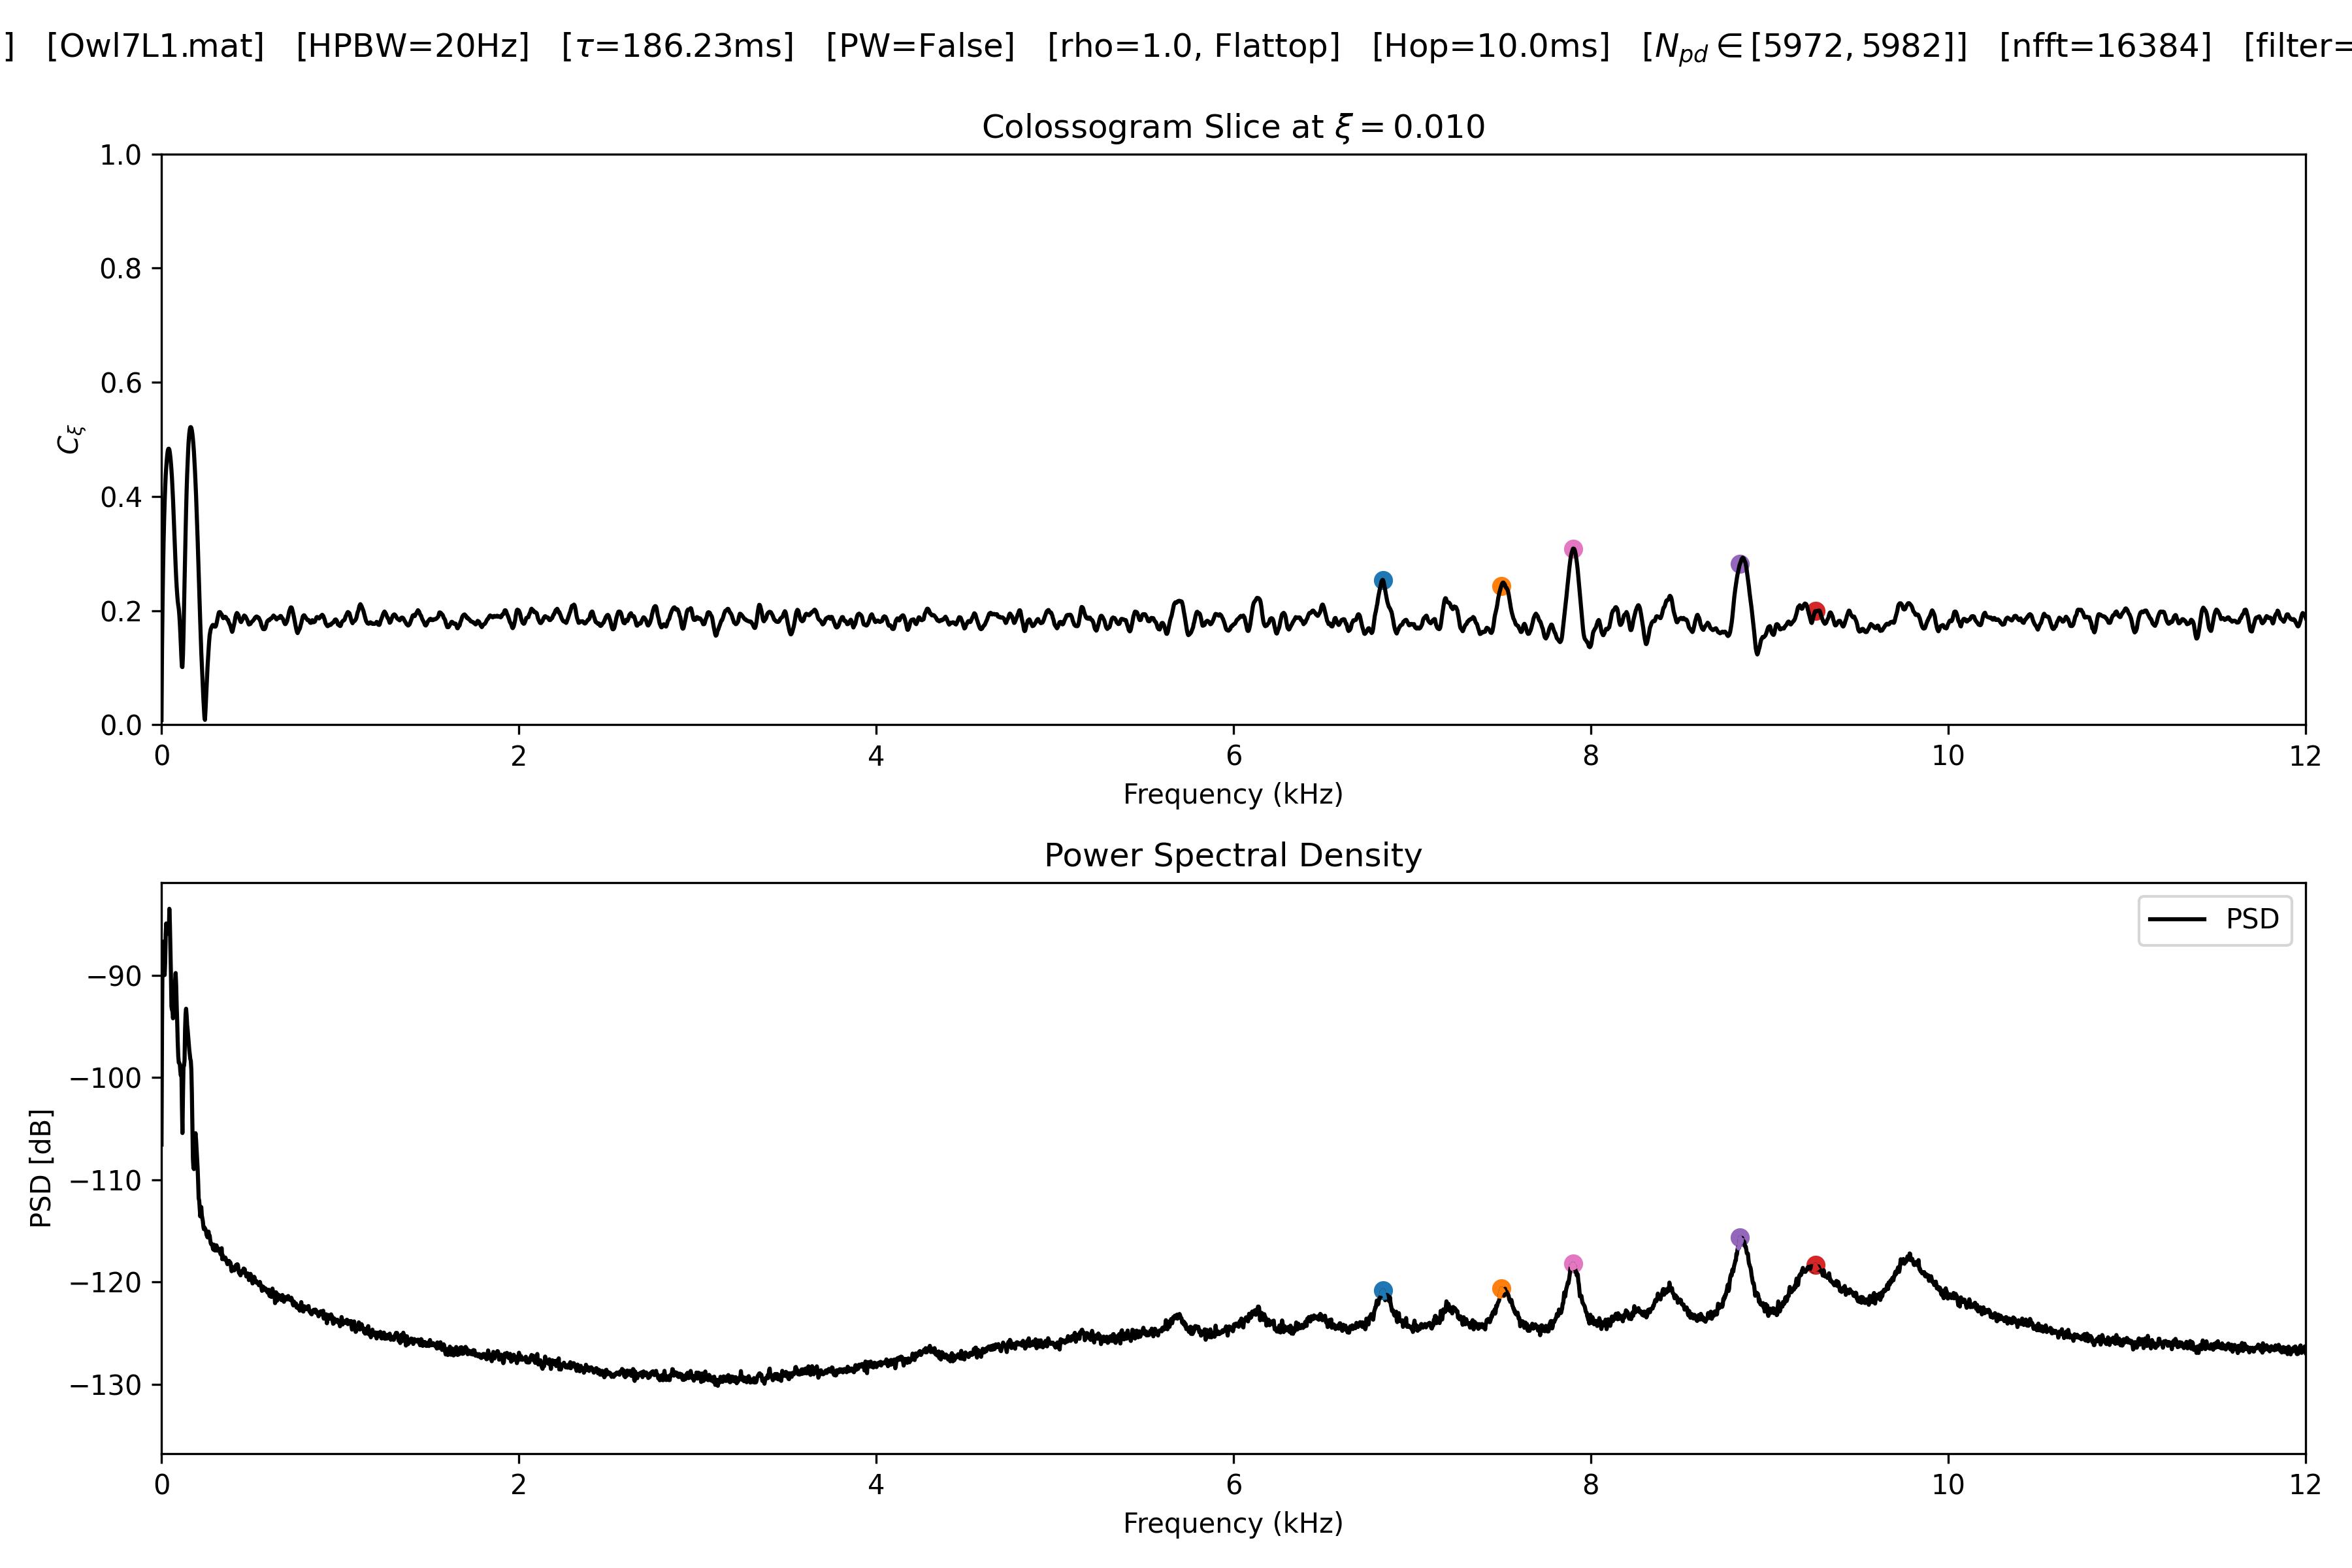 ] [Owl7L1.mat] [HPBW=20Hz] [τ=186.23ms] [PW=False] [rho=1.0, Flattop] [Hop=10.0ms] [N_pd ∈ [5972, 5982]] [nfft=16384] [filter=
Colossogram Slice at ξ = 0.010
1.0
0.8
0.6
0.4
0.2
0.0
C_ξ
0 2 4 6 8 10 12
Frequency (kHz)
Power Spectral Density
PSD
−90
−100
−110
−120
−130
PSD [dB]
0 2 4 6 8 10 12
Frequency (kHz)